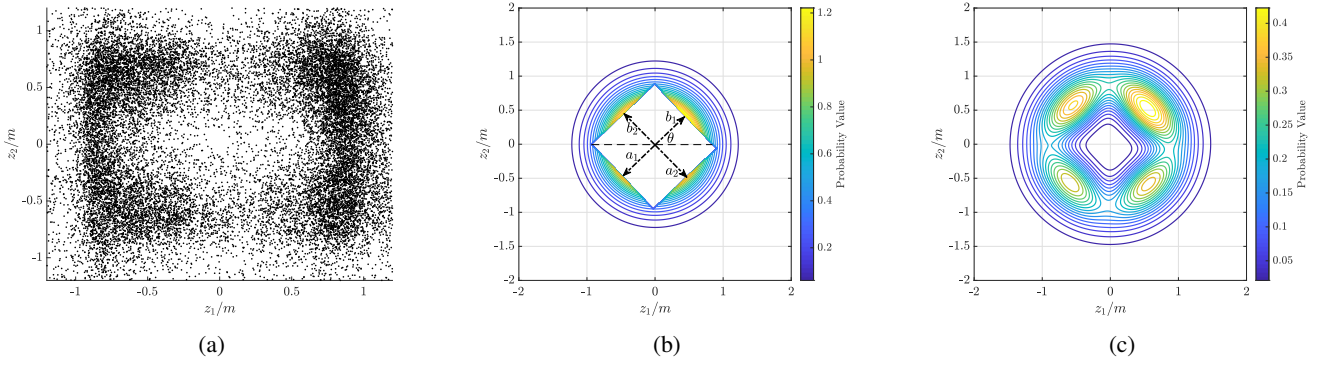 1
0.5
0
-0.5
-1
z₂/m
-1 -0.5 0 0.5 1
z₁/m
(a)
2
1.5
1
0.5
0
-0.5
-1
-1.5
-2
z₂/m
b₂ b₁
θ
a₁ a₂
-2 -1 0 1 2
z₁/m
1.2
1
0.8
0.6
0.4
0.2
Probability Value
(b)
2
1.5
1
0.5
0
-0.5
-1
-1.5
-2
z₂/m
-2 -1 0 1 2
z₁/m
0.4
0.35
0.3
0.25
0.2
0.15
0.1
0.05
Probability Value
(c)